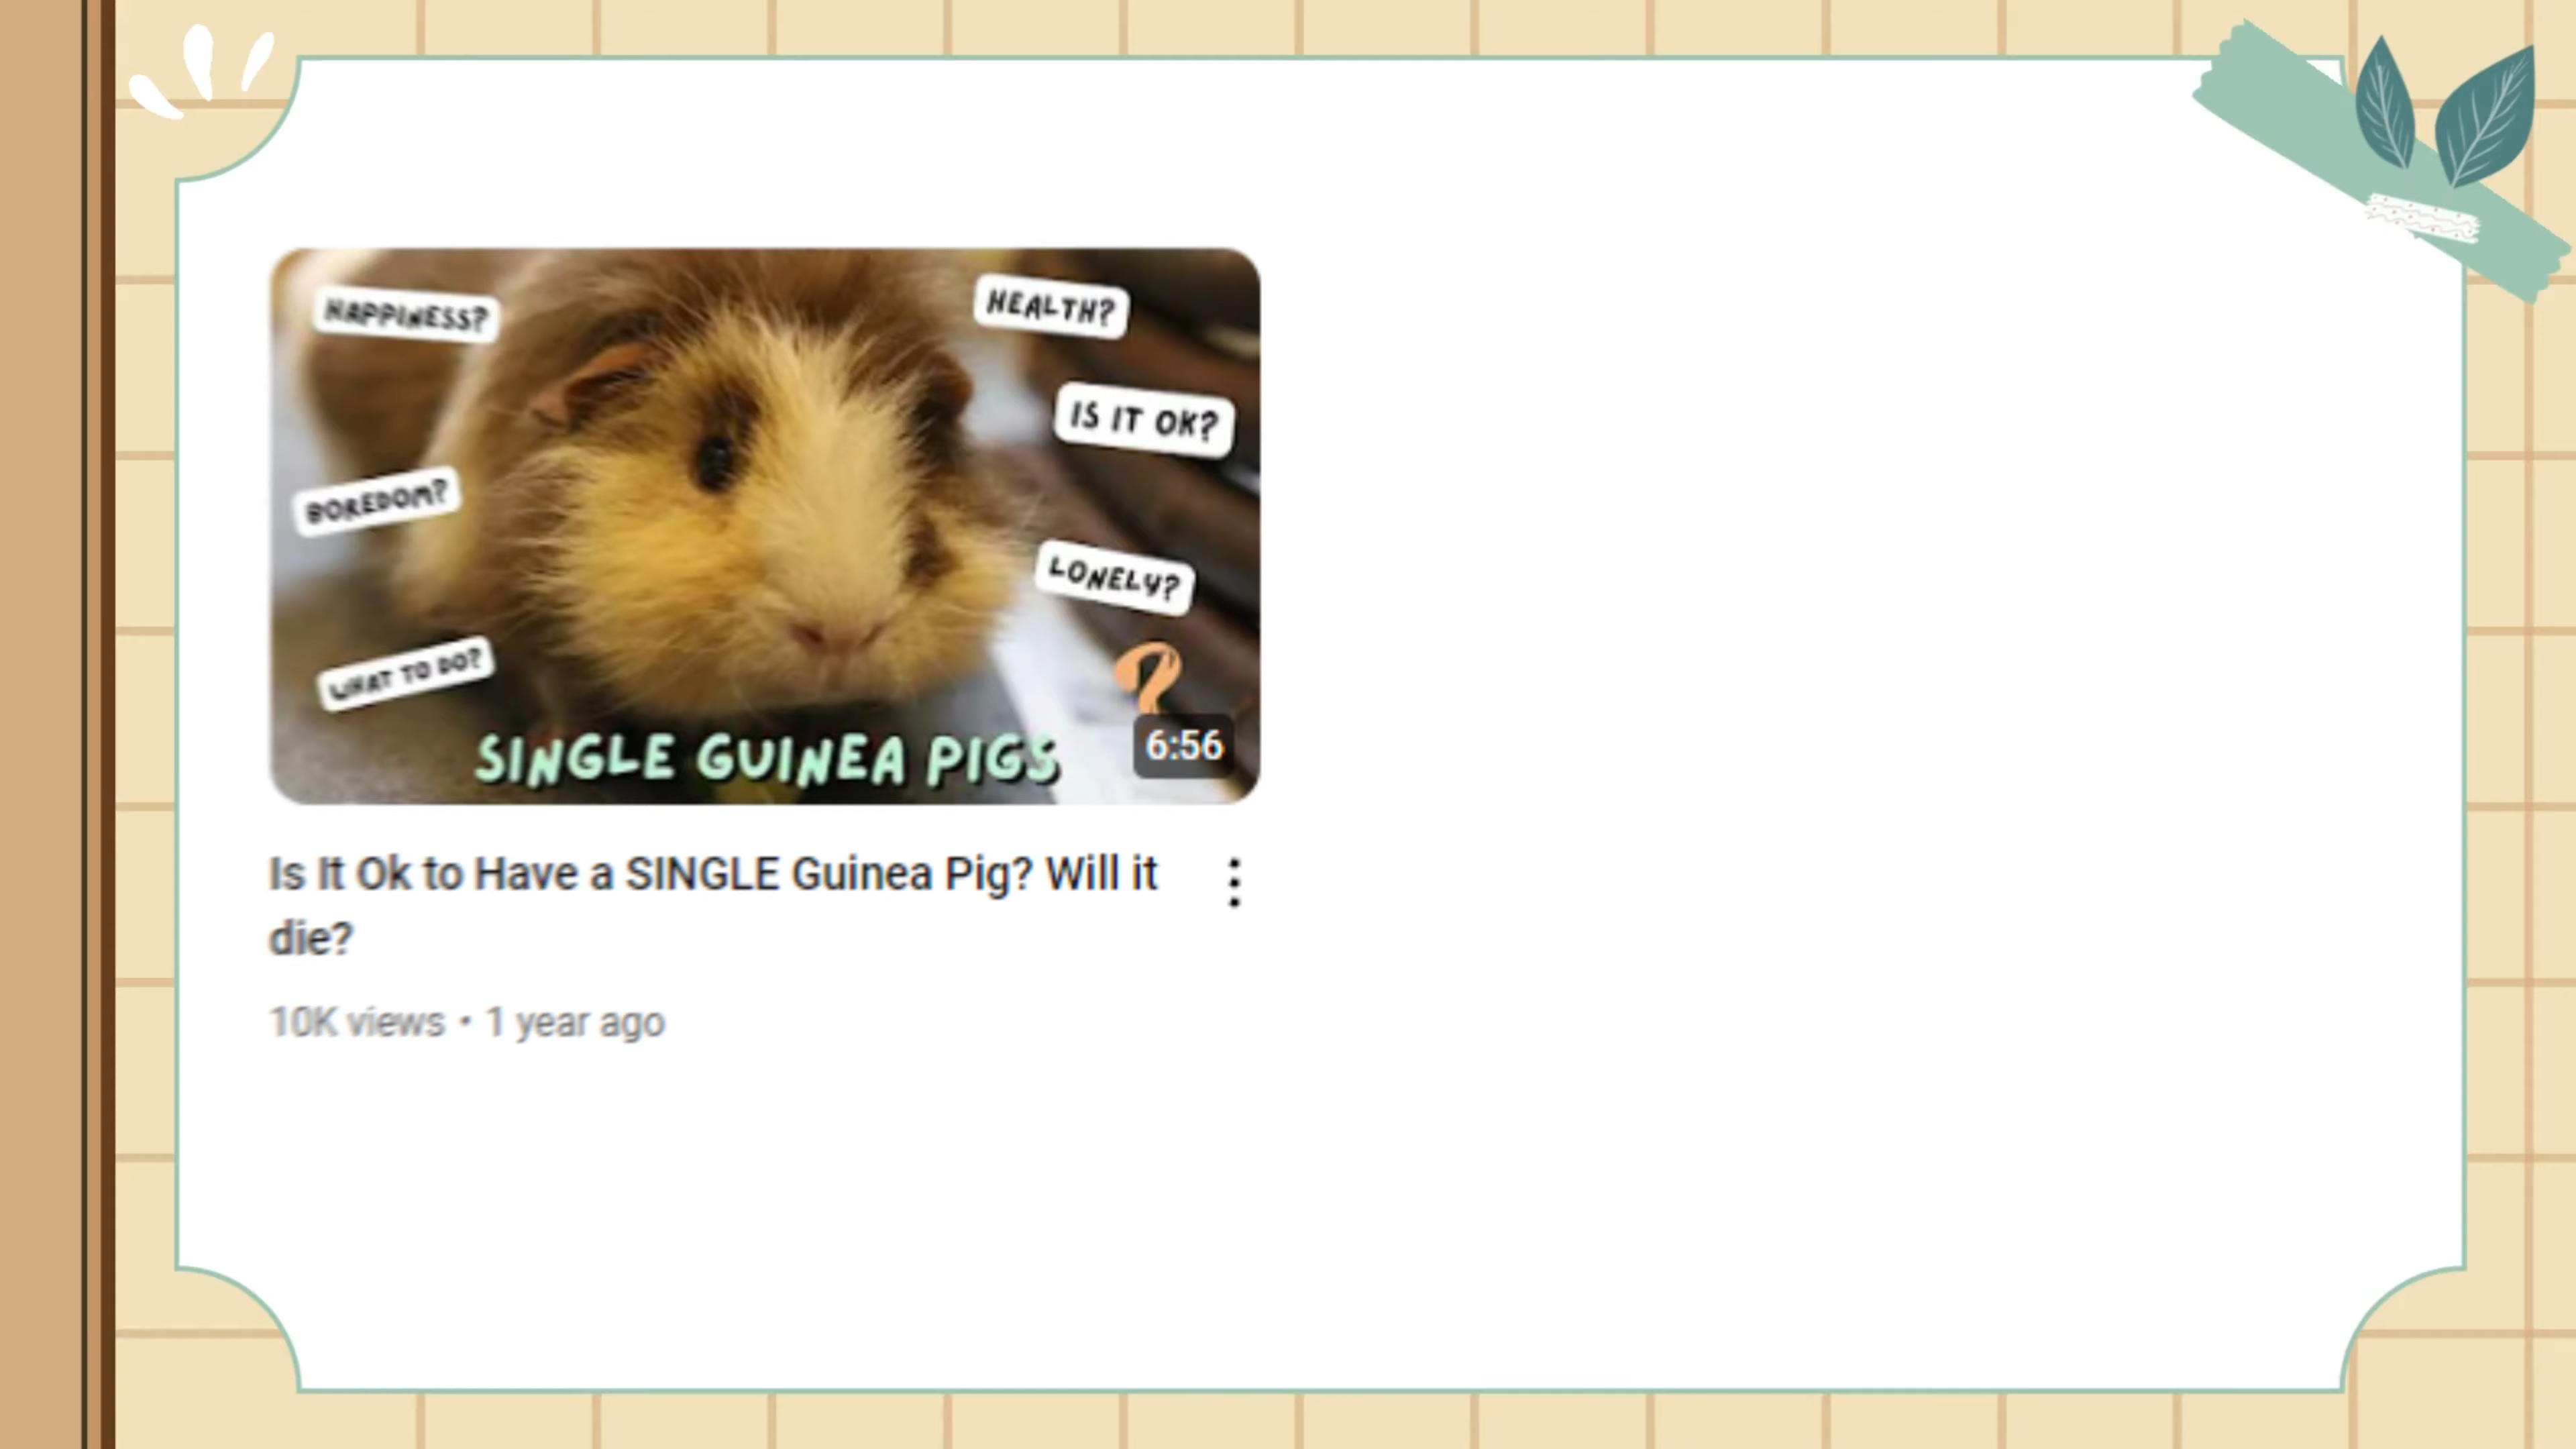 HAPPINESS?
HEALTH?
IS IT OK?
BOREDOM?
LONELY?
WHAT TO DO?
?
SINGLE GUINEA PIGS
6:56
Is It Ok to Have a SINGLE Guinea Pig? Will it
die?
10K views • 1 year ago